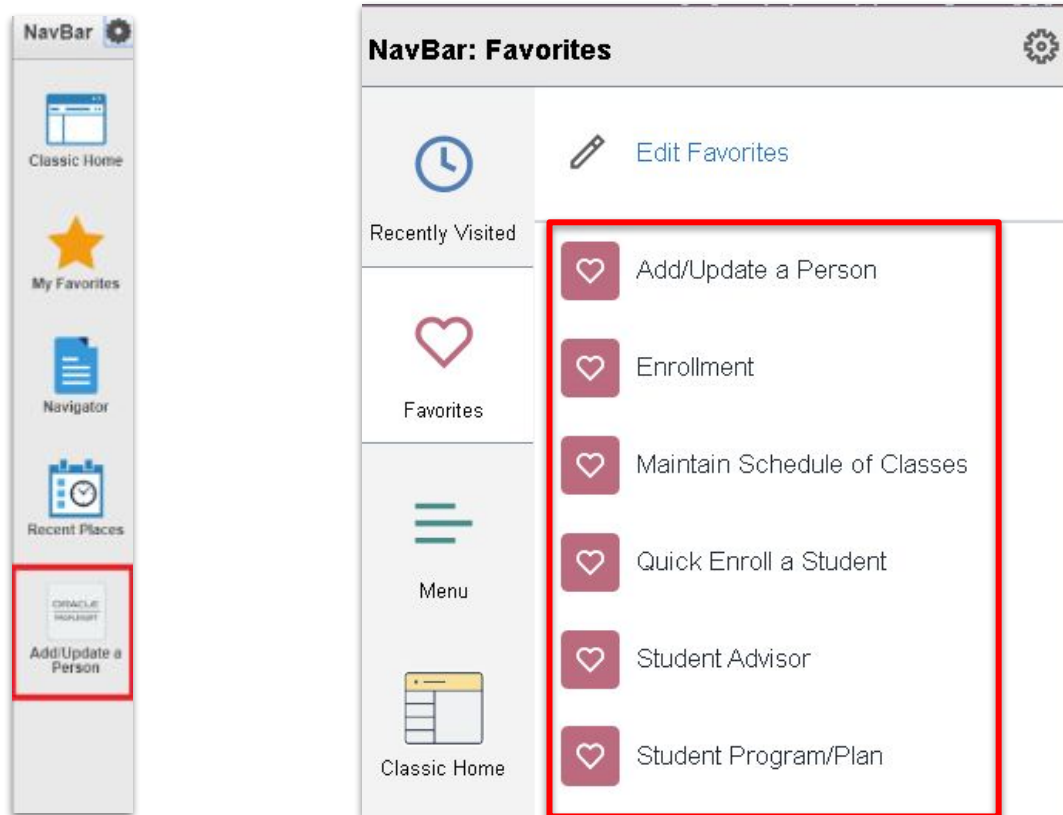 NavBar
Classic Home
My Favorites
Navigator
Recent Places
ORACLE
Add/Update a
Person
NavBar: Favorites
Recently Visited
Favorites
Menu
Classic Home
Edit Favorites
Add/Update a Person
Enrollment
Maintain Schedule of Classes
Quick Enroll a Student
Student Advisor
Student Program/Plan